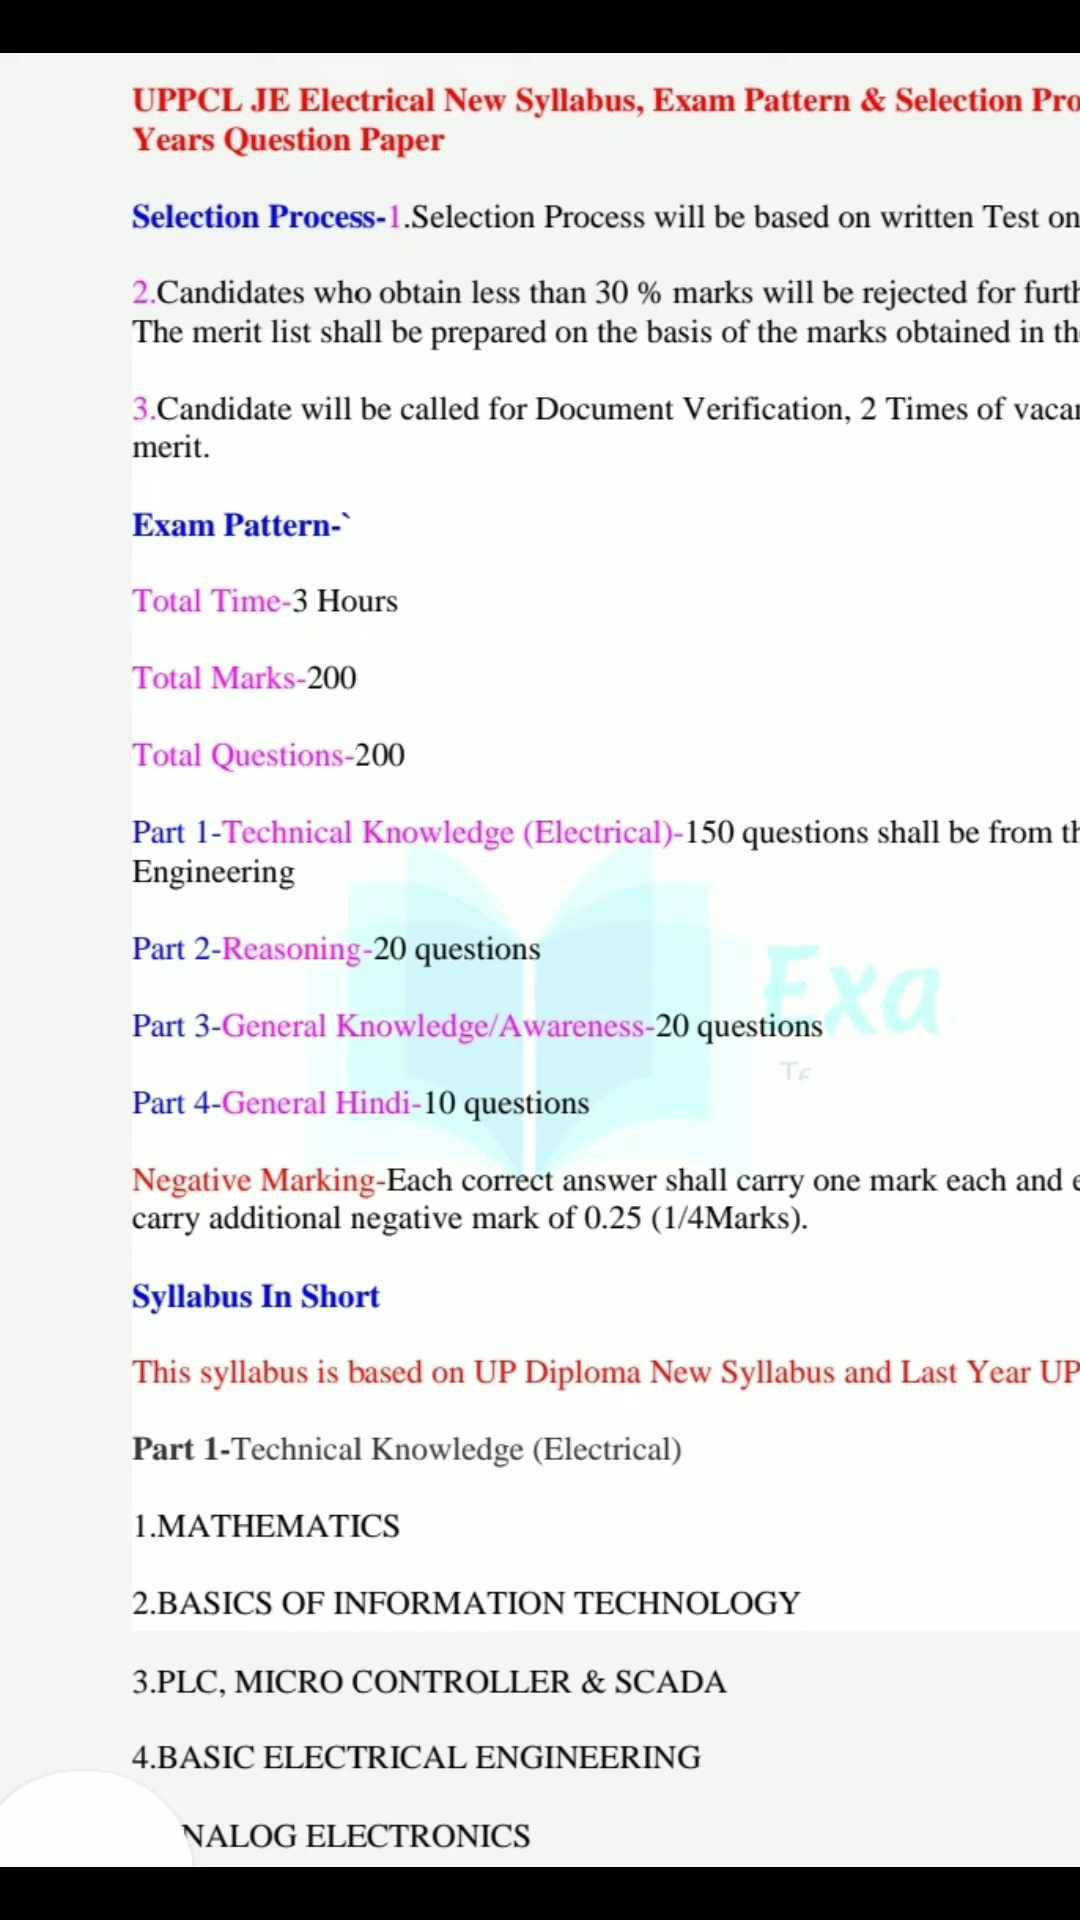 UPPCL JE Electrical New Syllabus, Exam Pattern & Selection Pro
Years Question Paper
Selection Process-1.Selection Process will be based on written Test on
2.Candidates who obtain less than 30 % marks will be rejected for furth
The merit list shall be prepared on the basis of the marks obtained in th
3.Candidate will be called for Document Verification, 2 Times of vacan
merit.
Exam Pattern-`
Total Time-3 Hours
Total Marks-200
Total Questions-200
Part 1-Technical Knowledge (Electrical)-150 questions shall be from th
Engineering
Part 2-Reasoning-20 questions
Exa
Part 3-General Knowledge/Awareness-20 questions
Part 4-General Hindi-10 questions
Negative Marking-Each correct answer shall carry one mark each and e
carry additional negative mark of 0.25 (1/4Marks).
Syllabus In Short
This syllabus is based on UP Diploma New Syllabus and Last Year UP
Part 1-Technical Knowledge (Electrical)
1.MATHEMATICS
2.BASICS OF INFORMATION TECHNOLOGY
3.PLC, MICRO CONTROLLER & SCADA
4.BASIC ELECTRICAL ENGINEERING
NALOG ELECTRONICS